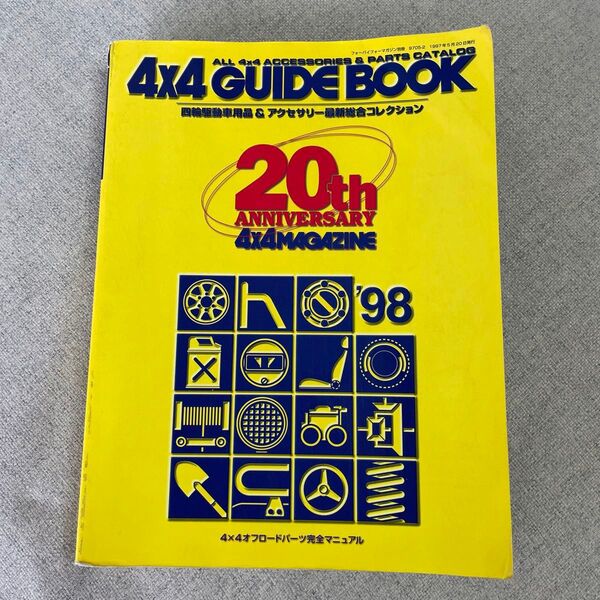 フォーバイフォーマガジン別冊 9705-2 1997年5月20日発行
ALL 4x4 ACCESSORIES & PARTS CATALOG
4x4 GUIDE BOOK
四輪駆動車用品 & アクセサリー最新総合コレクション
20th
ANNIVERSARY
4x4MAGAZINE
'98
4×4オフロードパーツ完全マニュアル